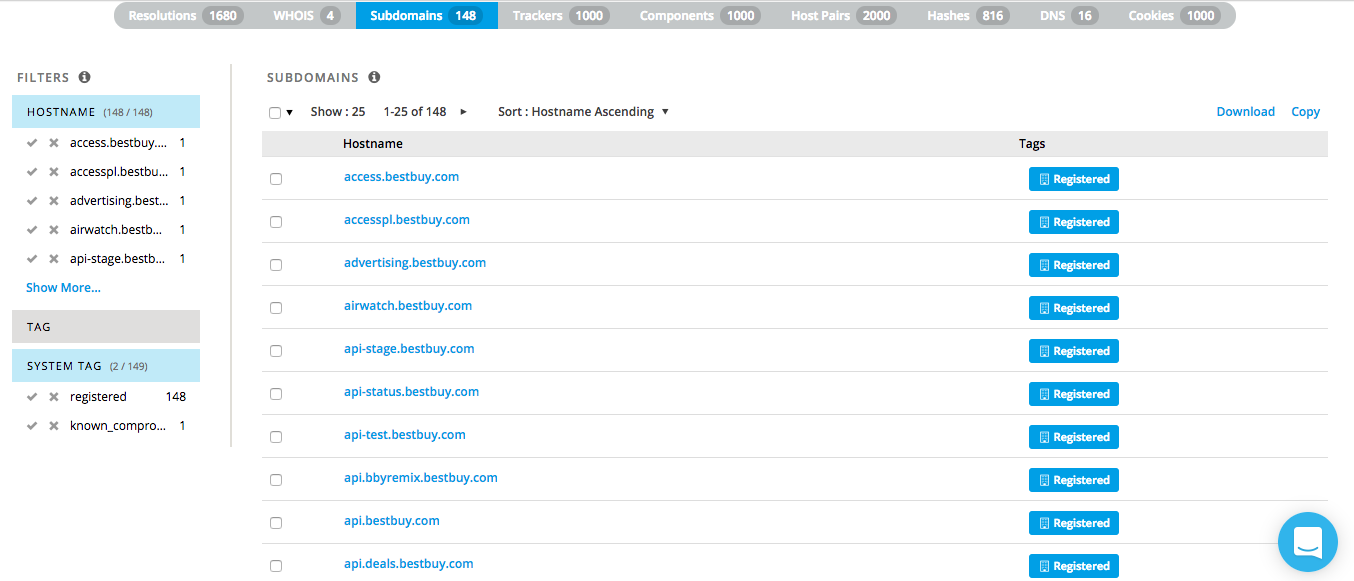 Resolutions 1680 WHOIS 4 Subdomains 148 Trackers 1000 Components 1000 Host Pairs 2000 Hashes 816 DNS 16 Cookies 1000
FILTERS
HOSTNAME (148 / 148)
access.bestbuy.... 1
accesspl.bestbu... 1
advertising.best... 1
airwatch.bestb... 1
api-stage.bestb... 1
Show More...
TAG
SYSTEM TAG (2 / 149)
registered 148
known_compro... 1
SUBDOMAINS
Show : 25 1-25 of 148 Sort : Hostname Ascending Download Copy
Hostname Tags
access.bestbuy.com Registered
accesspl.bestbuy.com Registered
advertising.bestbuy.com Registered
airwatch.bestbuy.com Registered
api-stage.bestbuy.com Registered
api-status.bestbuy.com Registered
api-test.bestbuy.com Registered
api.bbyremix.bestbuy.com Registered
api.bestbuy.com Registered
api.deals.bestbuy.com Registered